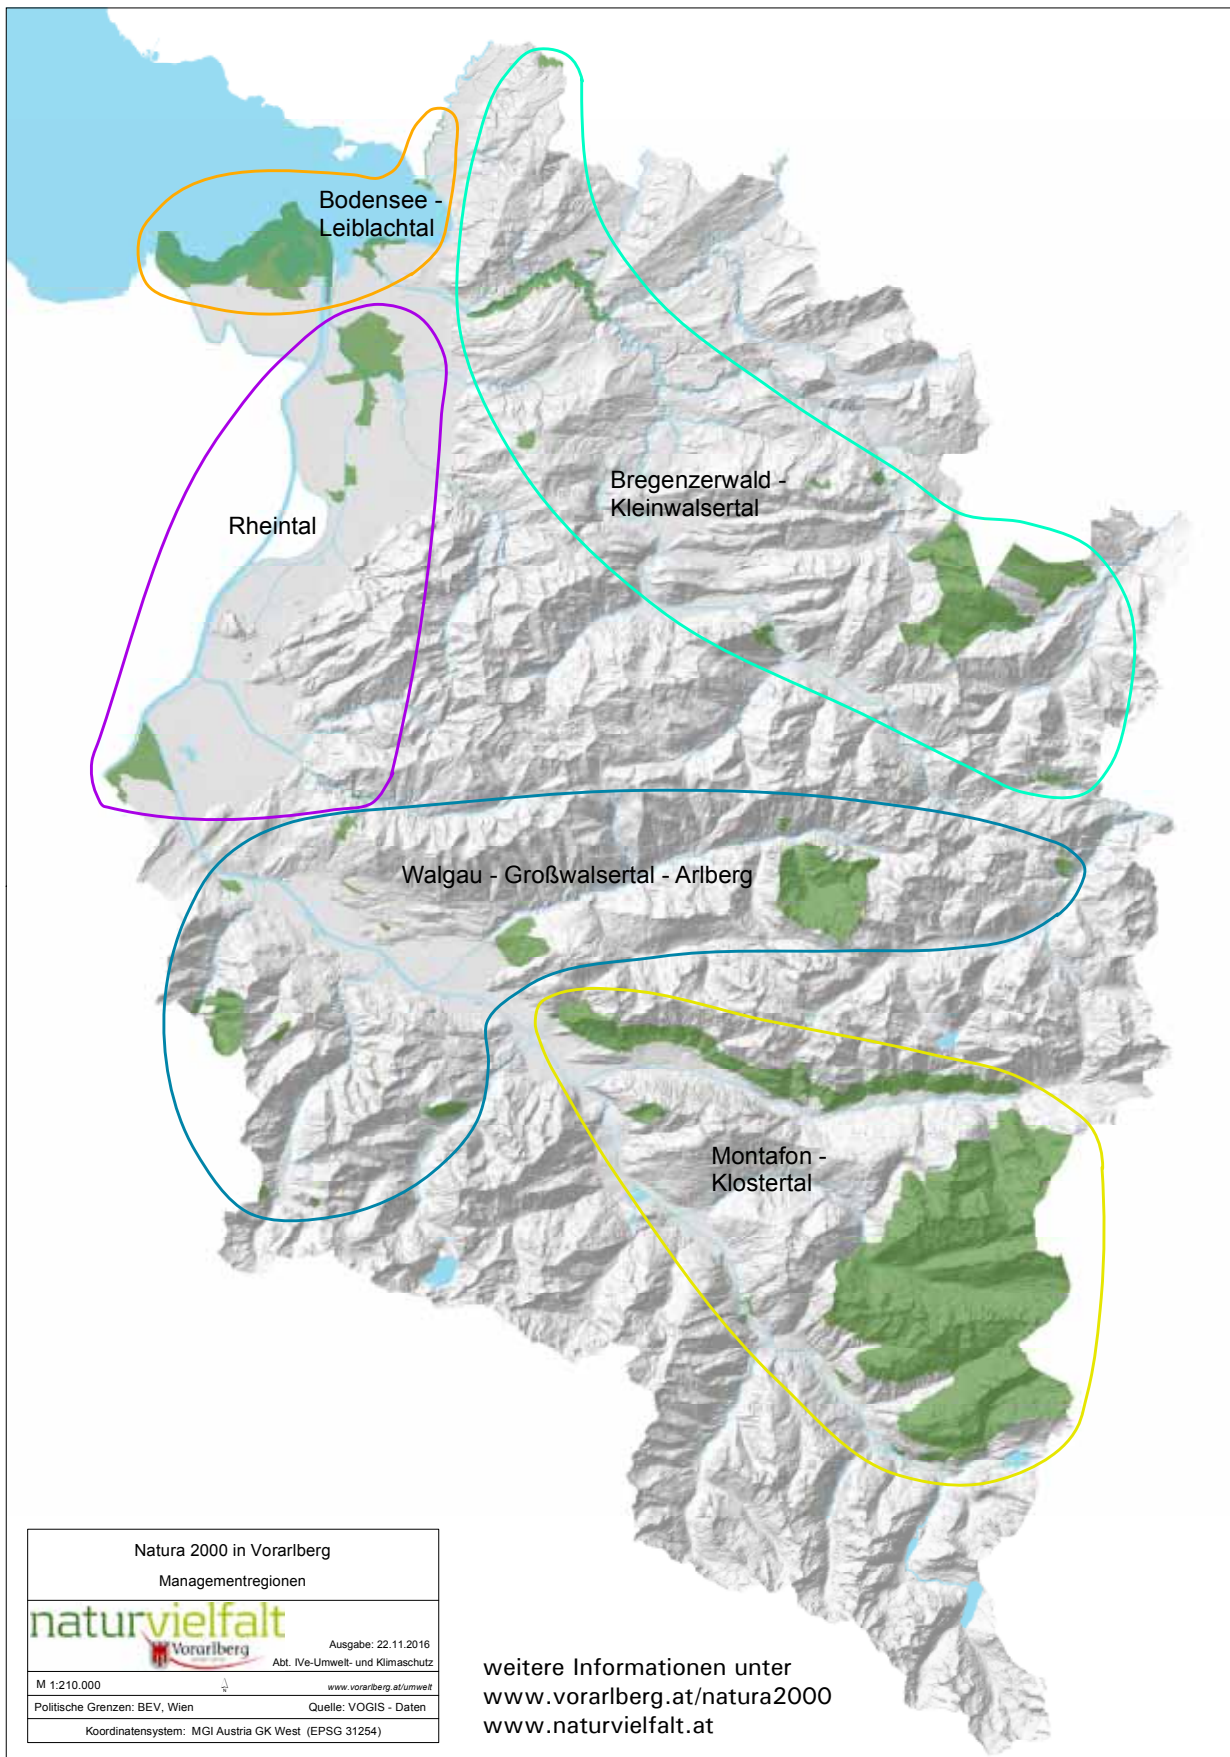 Bodensee -
Leiblachtal
Bregenzerwald -
Kleinwalsertal
Rheintal
Walgau - Großwalsertal - Arlberg
Montafon -
Klostertal
Natura 2000 in Vorarlberg
Managementregionen
naturvielfalt
Vorarlberg
Ausgabe: 22.11.2016
Abt. IVe-Umwelt- und Klimaschutz
M 1:210.000
www.vorarlberg.at/umwelt
Politische Grenzen: BEV, Wien
Quelle: VOGIS - Daten
Koordinatensystem: MGI Austria GK West (EPSG 31254)
weitere Informationen unter
www.vorarlberg.at/natura2000
www.naturvielfalt.at